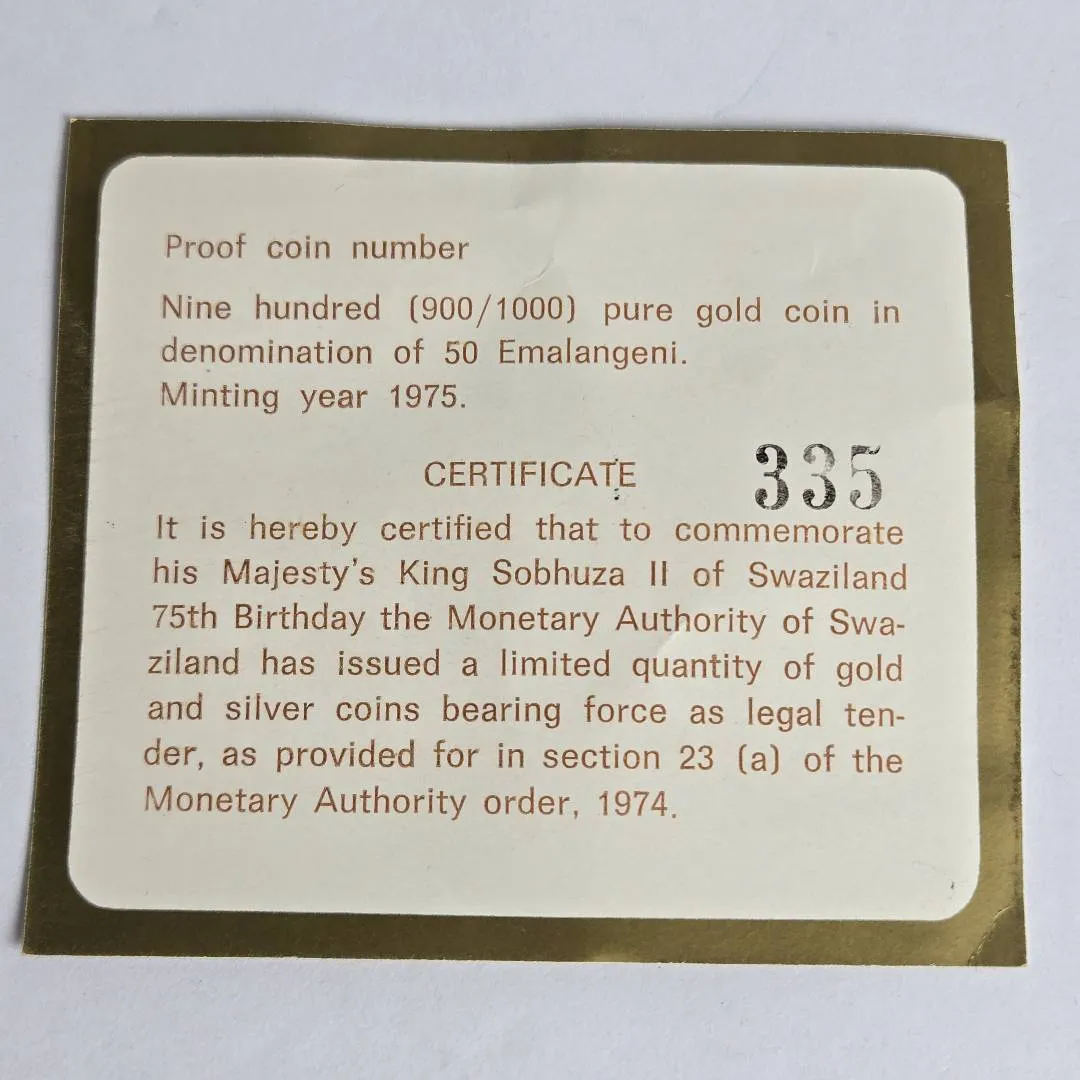 Proof coin number
Nine hundred (900/1000) pure gold coin in
denomination of 50 Emalangeni.
Minting year 1975.
CERTIFICATE 335
It is hereby certified that to commemorate
his Majesty's King Sobhuza II of Swaziland
75th Birthday the Monetary Authority of Swa-
ziland has issued a limited quantity of gold
and silver coins bearing force as legal ten-
der, as provided for in section 23 (a) of the
Monetary Authority order, 1974.